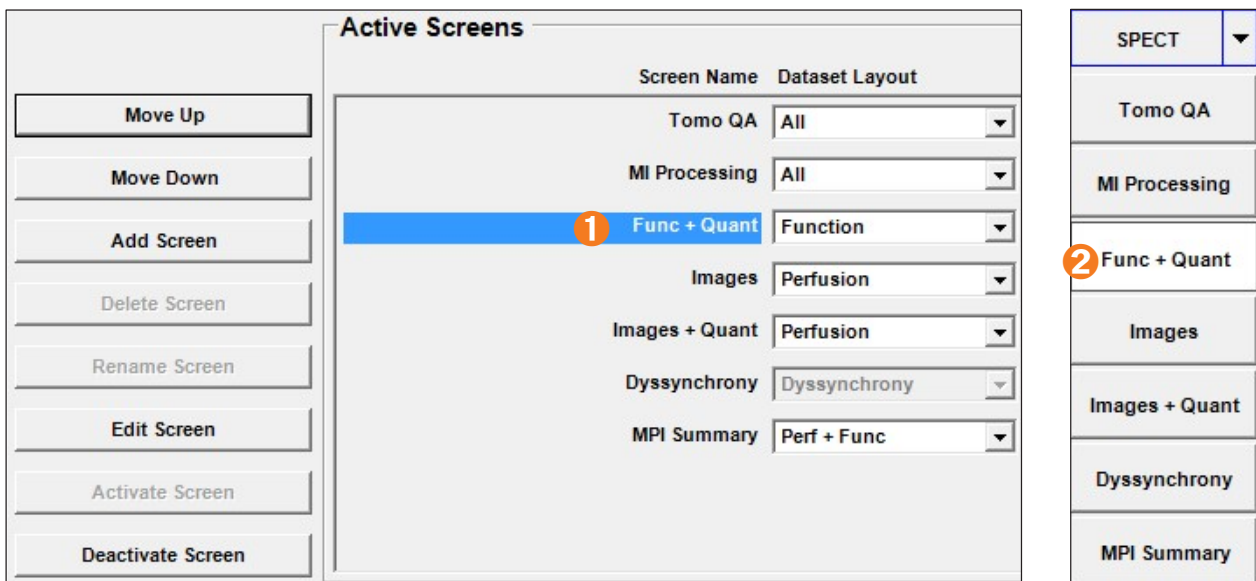 Active Screens
Screen Name Dataset Layout
Move Up
Move Down
Add Screen
Delete Screen
Rename Screen
Edit Screen
Activate Screen
Deactivate Screen
Tomo QA All
MI Processing All
1 Func + Quant Function
Images Perfusion
Images + Quant Perfusion
Dyssynchrony Dyssynchrony
MPI Summary Perf + Func
SPECT
Tomo QA
MI Processing
2 Func + Quant
Images
Images + Quant
Dyssynchrony
MPI Summary